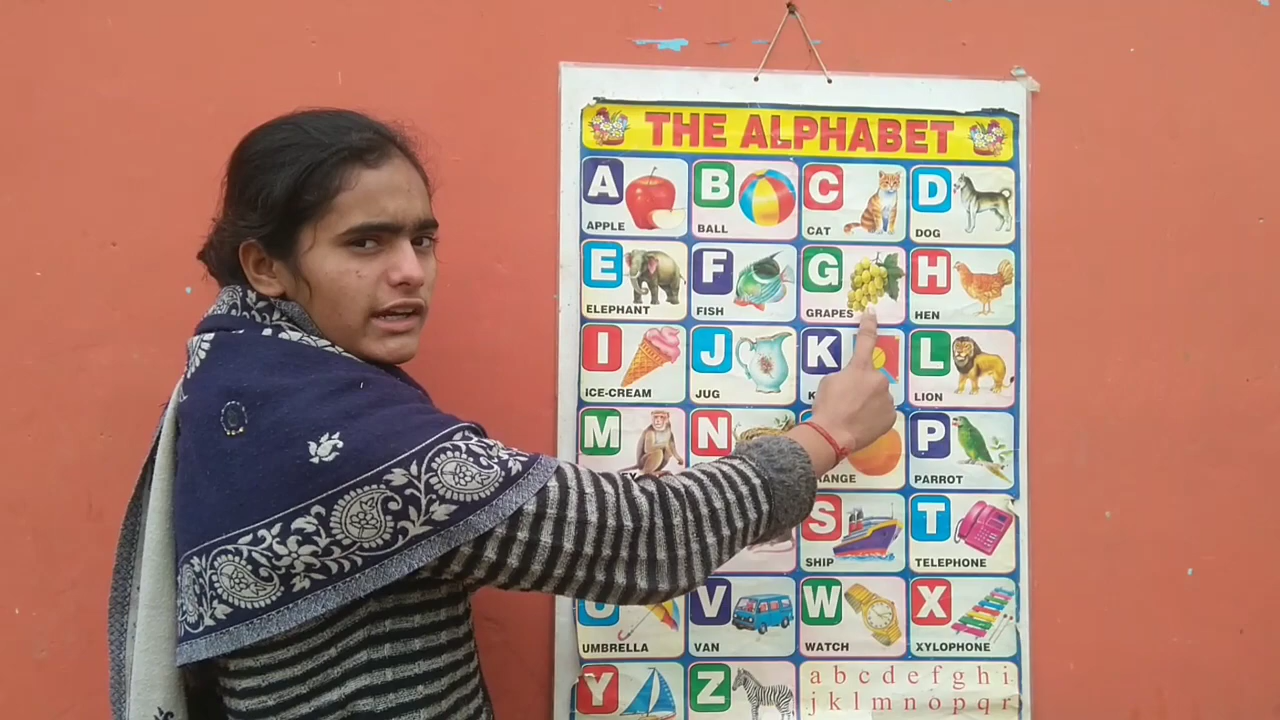 THE ALPHABET
A B C D
APPLE BALL CAT DOG
E F G H
ELEPHANT FISH GRAPES HEN
I J K L
ICE-CREAM JUG LION
M N P
PARROT
S T
SHIP TELEPHONE
U V W X
UMBRELLA VAN WATCH XYLOPHONE
Y Z
a b c d e f g h i
j k l m n o p q r